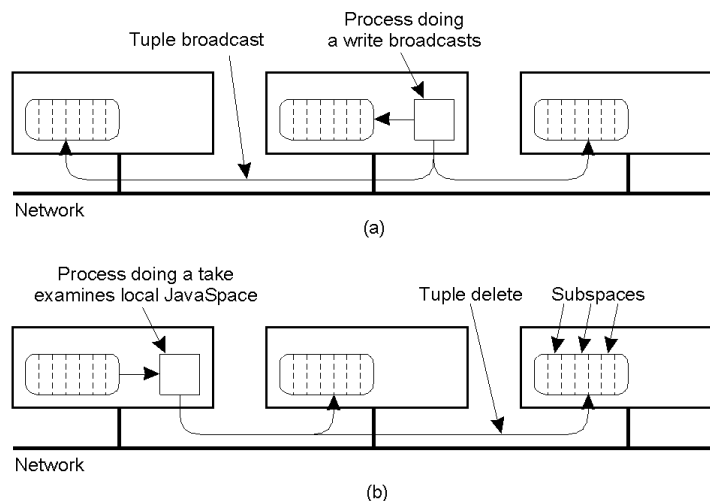 Process doing
a write broadcasts
Tuple broadcast
Network
(a)
Process doing a take
examines local JavaSpace
Tuple delete
Subspaces
Network
(b)